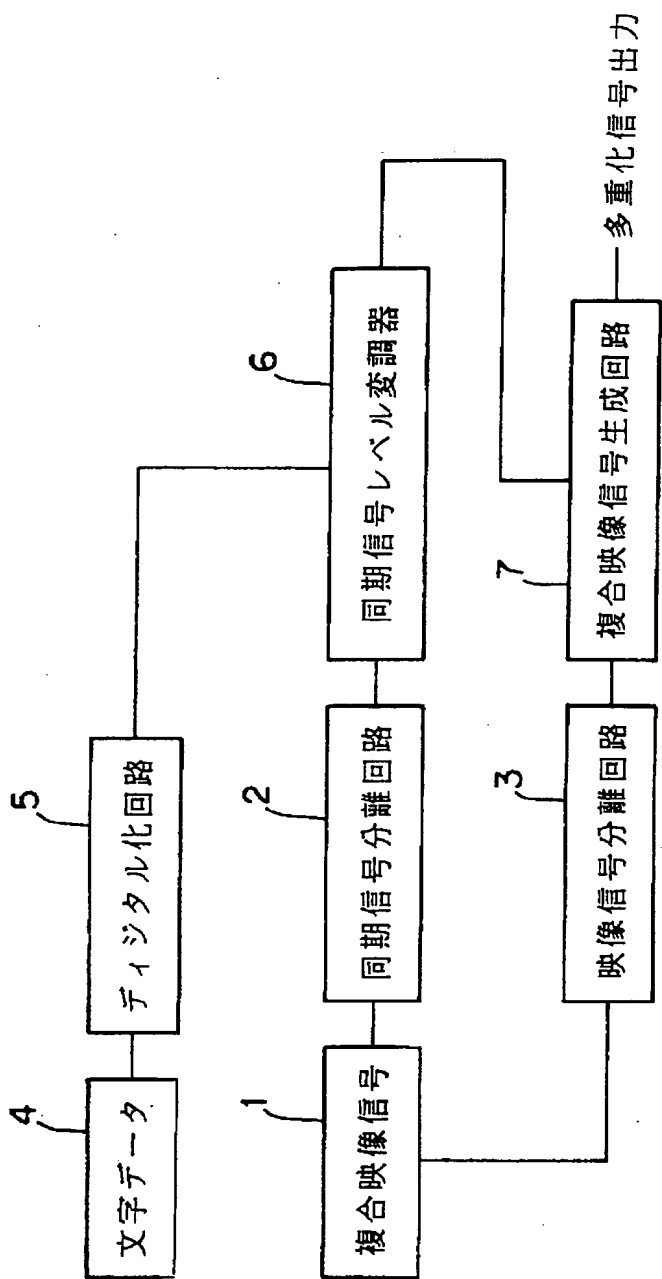 4
文字データ
5
ディジタル化回路
1
複合映像信号
2
同期信号分離回路
6
同期信号レベル変調器
3
映像信号分離回路
7
複合映像信号生成回路
多重化信号出力